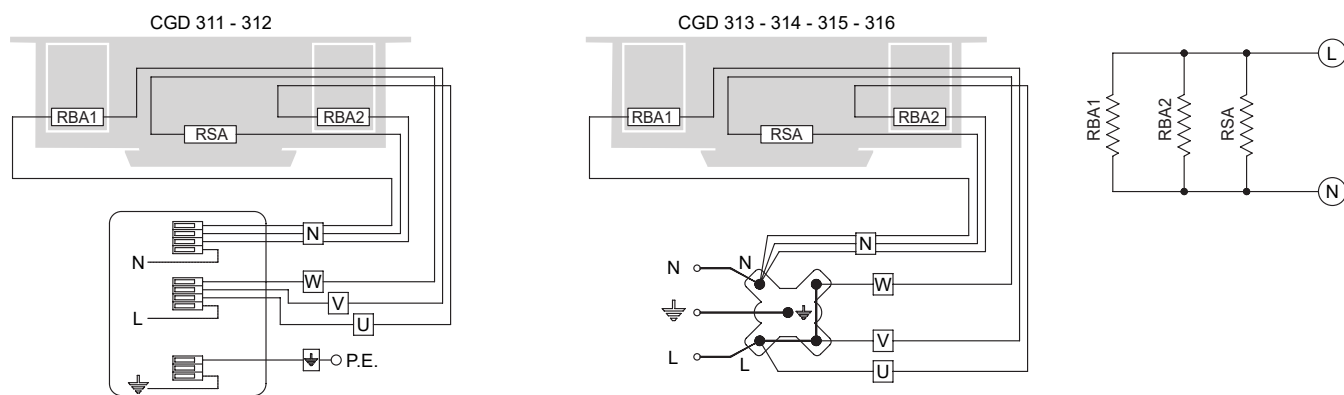 CGD 311 - 312
RBA1
RBA2
RSA
N
N
W
V
L
U
P.E.
CGD 313 - 314 - 315 - 316
RBA1
RBA2
RSA
N
N
N
W
V
L
L
U
L
RBA1
RBA2
RSA
N